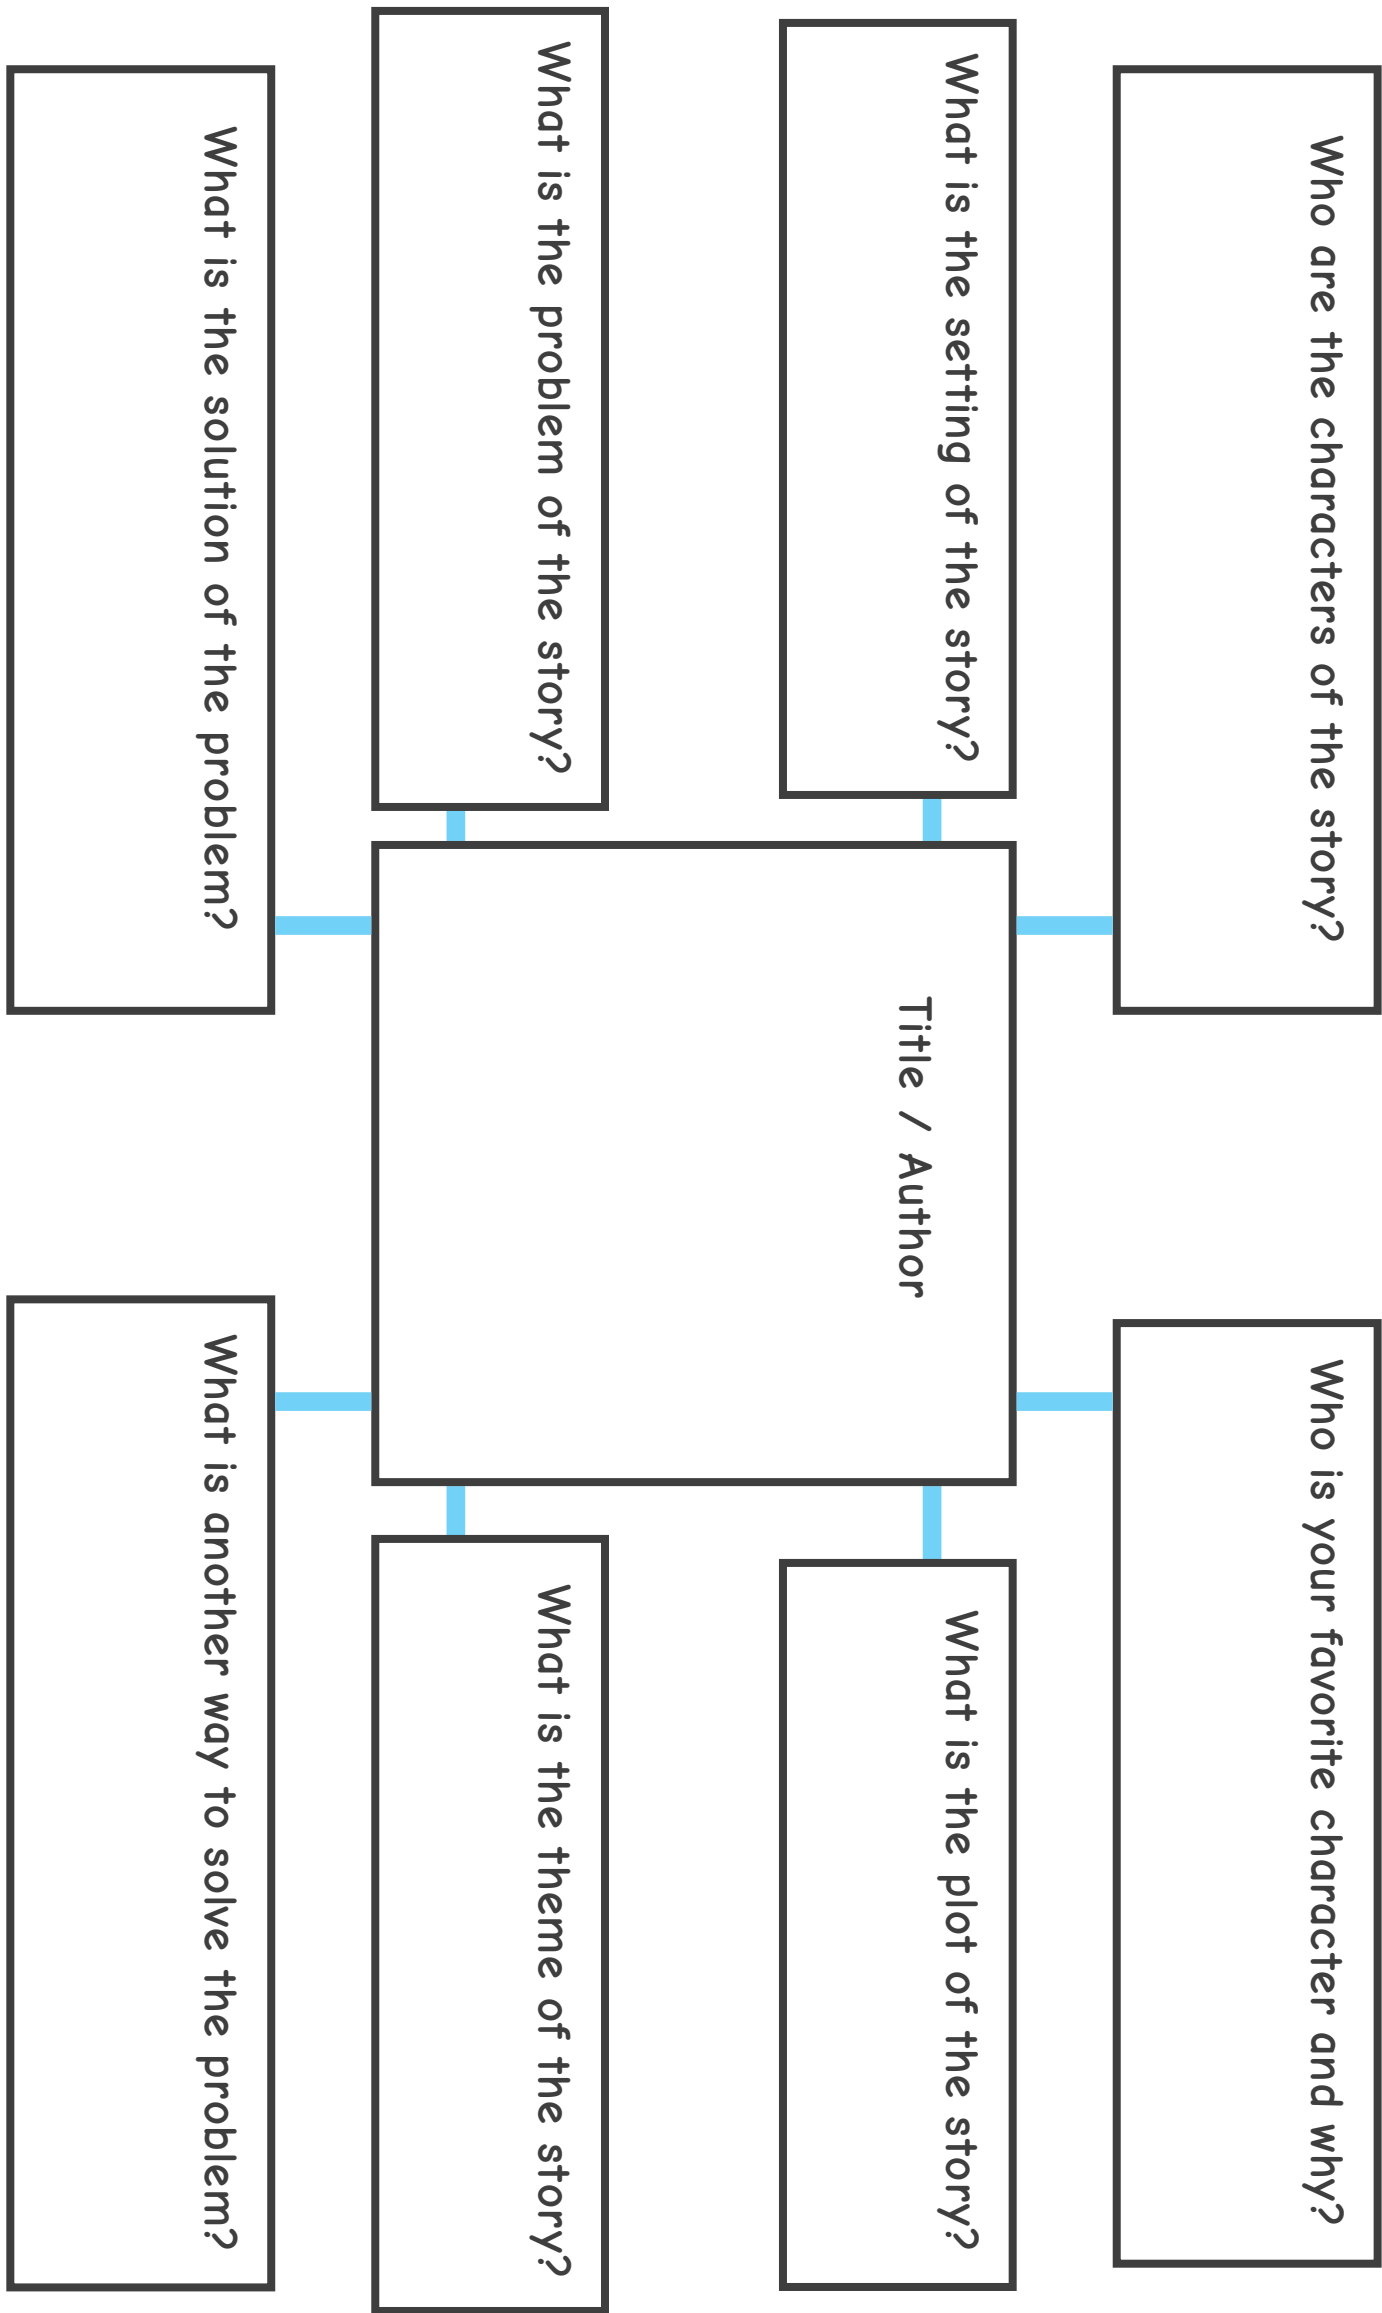 Who are the characters of the story?
Who is your favorite character and why?
What is the setting of the story?
What is the plot of the story?
Title / Author
What is the problem of the story?
What is the theme of the story?
What is the solution of the problem?
What is another way to solve the problem?